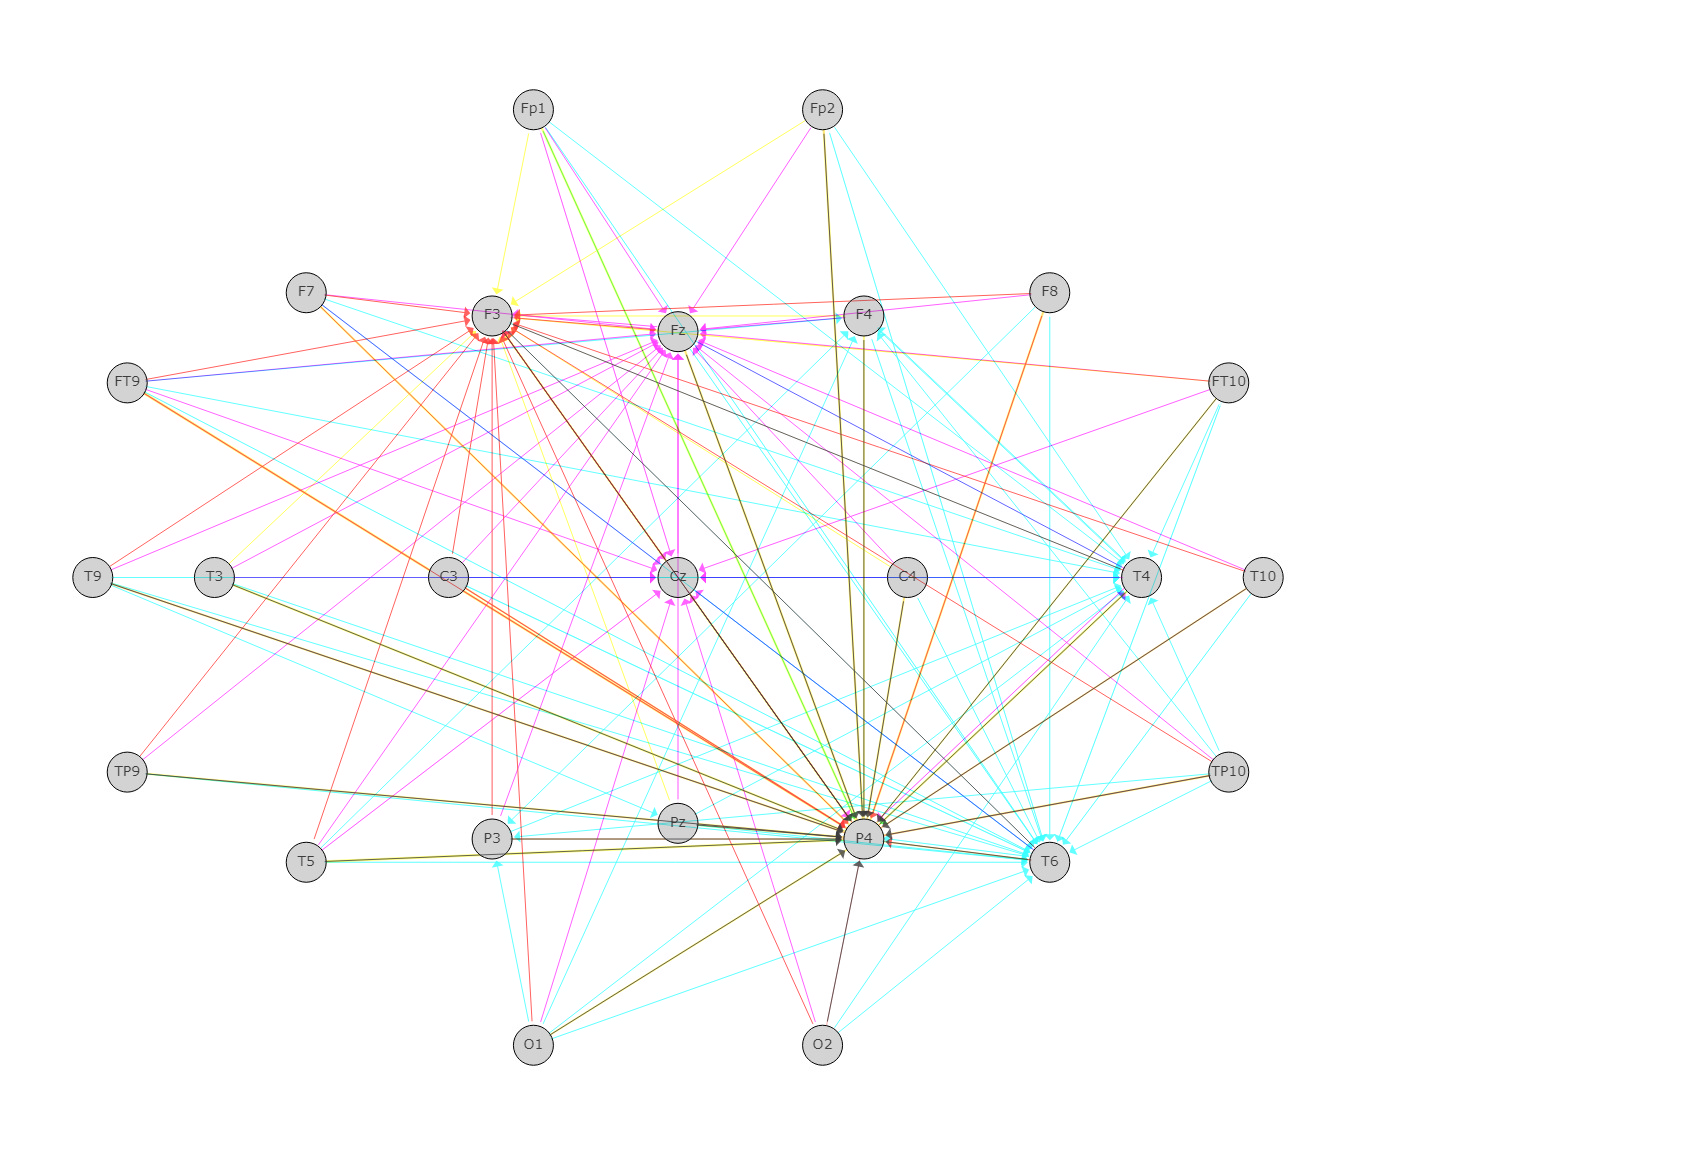 Fp1 Fp2
F7 F8
F3 Fz F4
FT9 FT10
T9 T3 C3 Cz C4 T4 T10
TP9 TP10
Pz
P3 P4
T5 T6
O1 O2